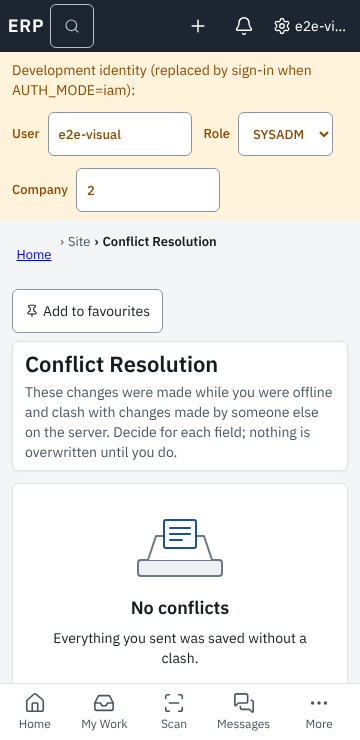 ERP
e2e-vi...
Development identity (replaced by sign-in when
AUTH_MODE=iam):
User e2e-visual Role SYSADM
Company 2
Home › Site › Conflict Resolution
Add to favourites
Conflict Resolution
These changes were made while you were offline
and clash with changes made by someone else
on the server. Decide for each field; nothing is
overwritten until you do.
No conflicts
Everything you sent was saved without a
clash.
Home My Work Scan Messages More